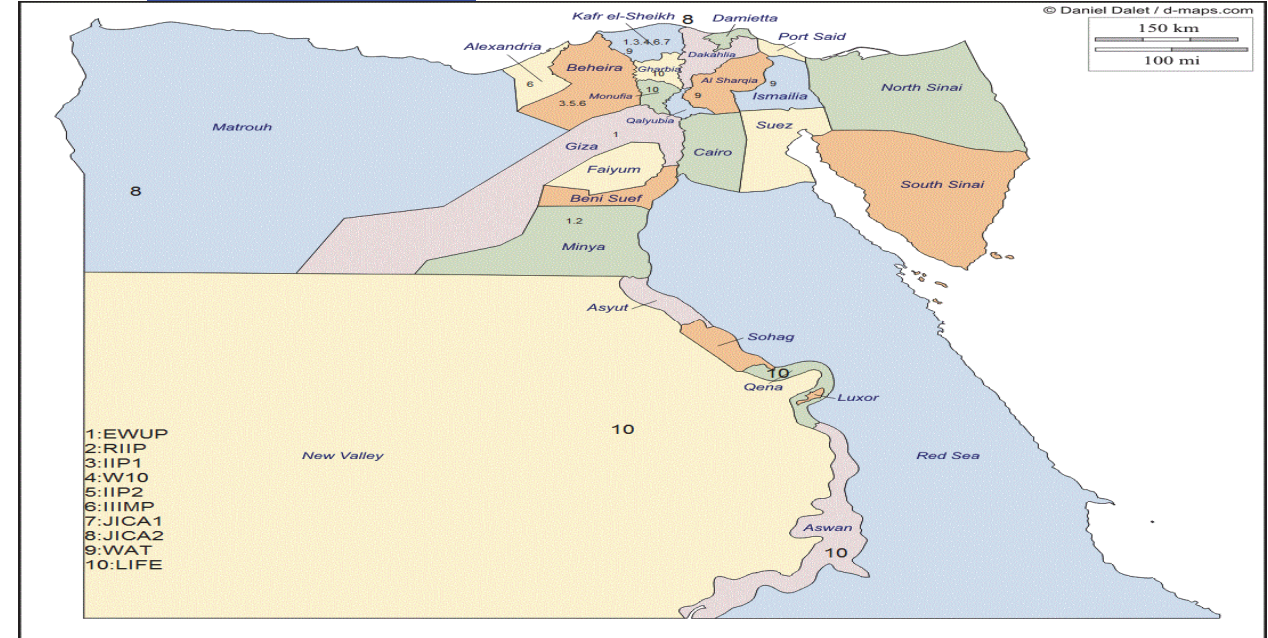 © Daniel Dalet / d-maps.com
150 km
100 mi
Kafr el-Sheikh
8
Damietta
Alexandria
1.3.4.6.7
9
Port Said
Dakahlia
Beheira
Gharbia
10
Al Sharqia
6
9
North Sinai
3.5.6
Monufia
10
9
Ismailia
Matrouh
Qalyubia
Suez
1
Giza
Cairo
Faiyum
8
South Sinai
Beni Suef
1.2
Minya
Asyut
Sohag
10
Qena
Luxor
10
New Valley
Red Sea
Aswan
10
1:EWUP
2:RIIP
3:IIP1
4:W10
5:IIP2
6:IIIMP
7:JICA1
8:JICA2
9:WAT
10:LIFE